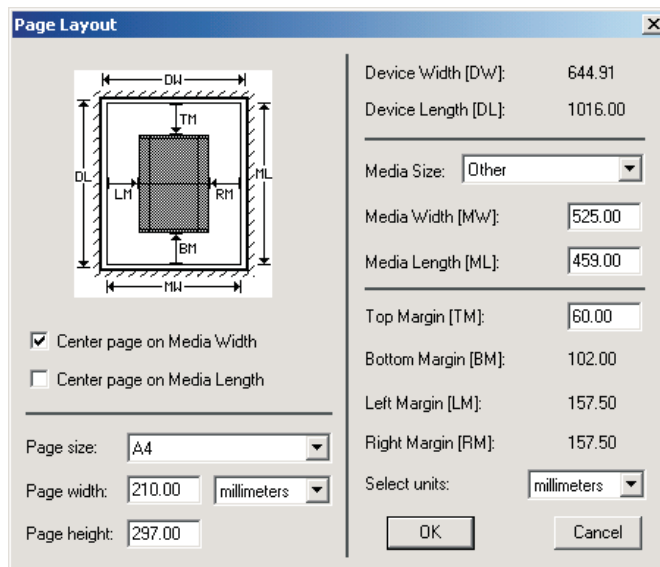 Page Layout
DW
TM
DL
ML
LM
RM
BM
MW
Center page on Media Width
Center page on Media Length
Page size: A4
Page width: 210.00 millimeters
Page height: 297.00
Device Width [DW]: 644.91
Device Length [DL]: 1016.00
Media Size: Other
Media Width [MW]: 525.00
Media Length [ML]: 459.00
Top Margin [TM]: 60.00
Bottom Margin [BM]: 102.00
Left Margin [LM]: 157.50
Right Margin [RM]: 157.50
Select units: millimeters
OK Cancel